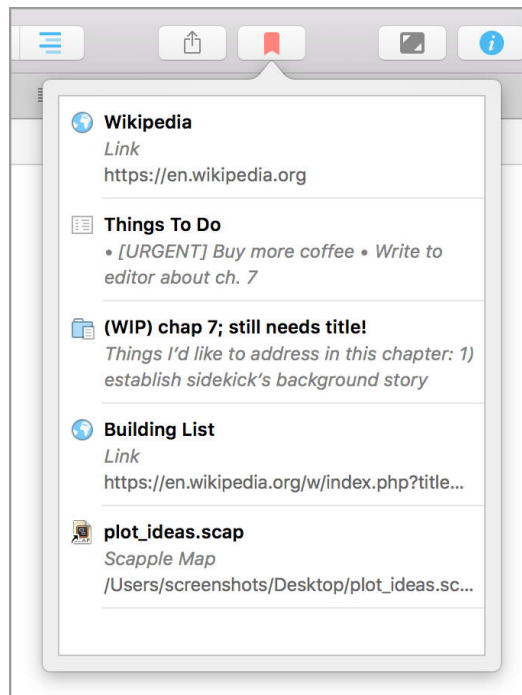 Wikipedia
Link
https://en.wikipedia.org
Things To Do
• [URGENT] Buy more coffee • Write to
editor about ch. 7
(WIP) chap 7; still needs title!
Things I’d like to address in this chapter: 1)
establish sidekick’s background story
Building List
Link
https://en.wikipedia.org/w/index.php?title...
plot_ideas.scap
Scapple Map
/Users/screenshots/Desktop/plot_ideas.sc...